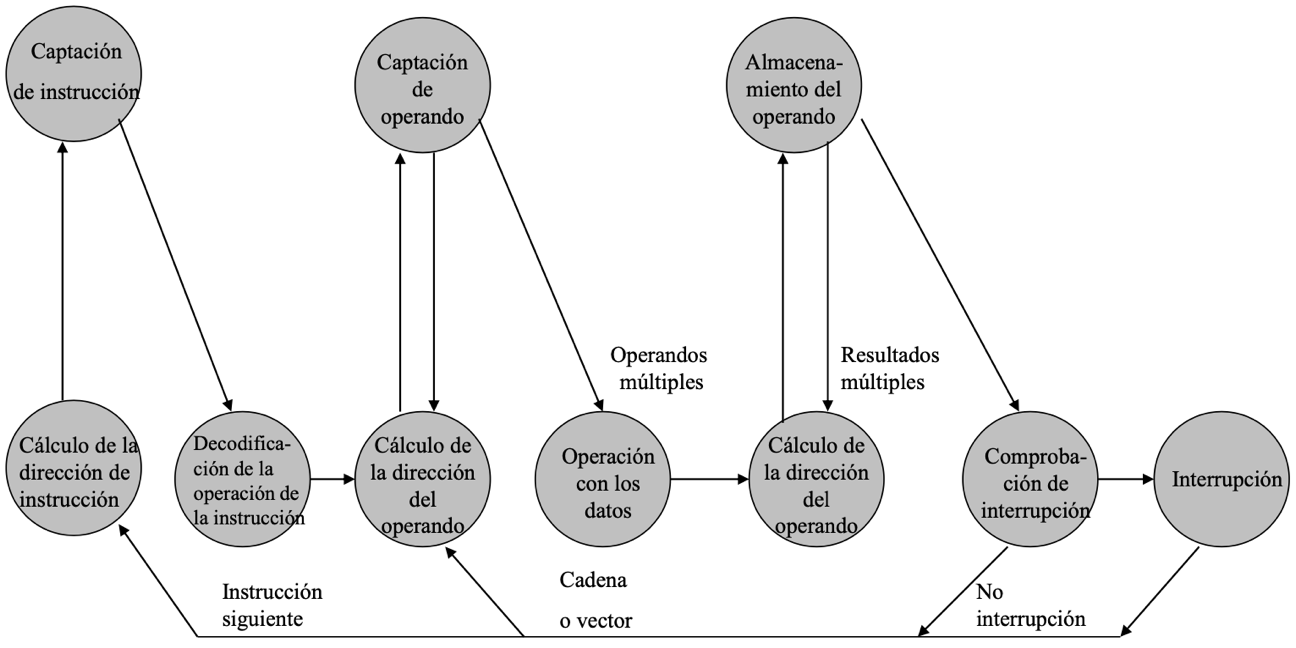 Captación
de instrucción
Captación
de
operando
Almacena-
miento del
operando
Operandos
múltiples
Resultados
múltiples
Cálculo de la
dirección de
instrucción
Decodifica-
ción de la
operación de
la instrucción
Cálculo de
la dirección
del
operando
Operación
con los
datos
Cálculo de
la dirección
del
operando
Comproba-
ción de
interrupción
Interrupción
Instrucción
siguiente
Cadena
o vector
No
interrupción